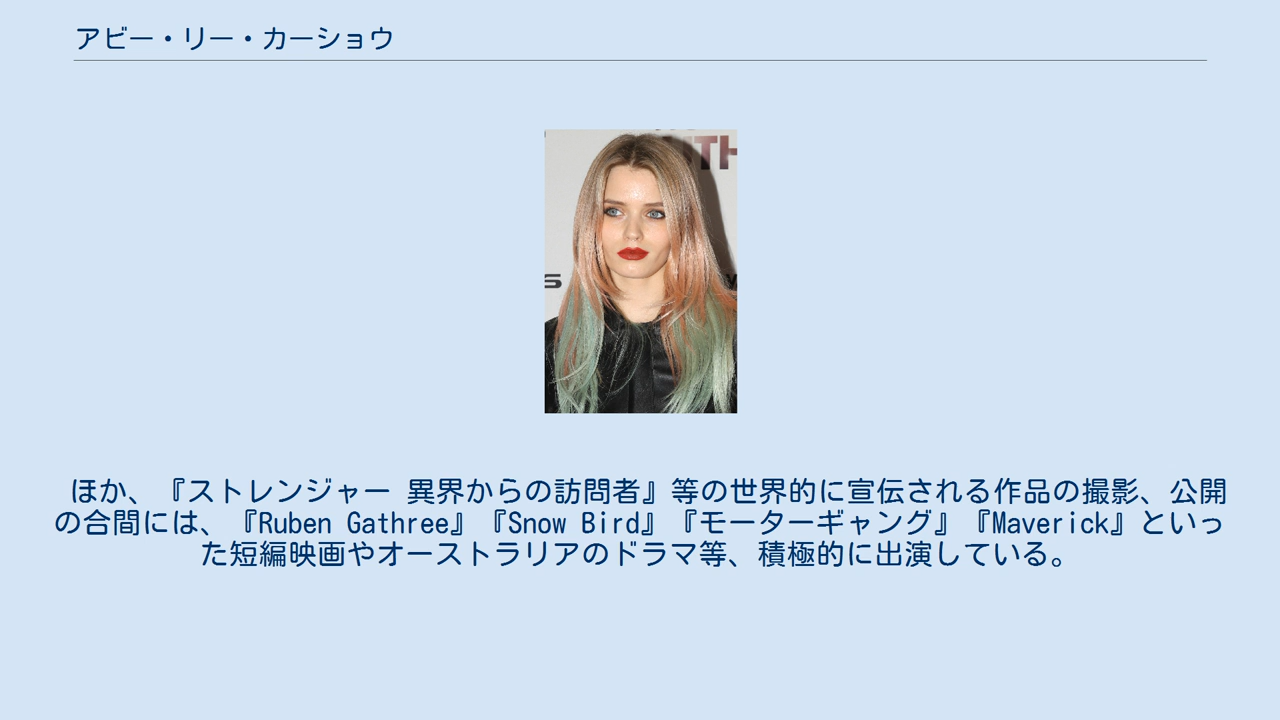 アビー・リー・カーショウ
ほか、『ストレンジャー 異界からの訪問者』等の世界的に宣伝される作品の撮影、公開
の合間には、『Ruben Gathree』『Snow Bird』『モーターギャング』『Maverick』といっ
た短編映画やオーストラリアのドラマ等、積極的に出演している。